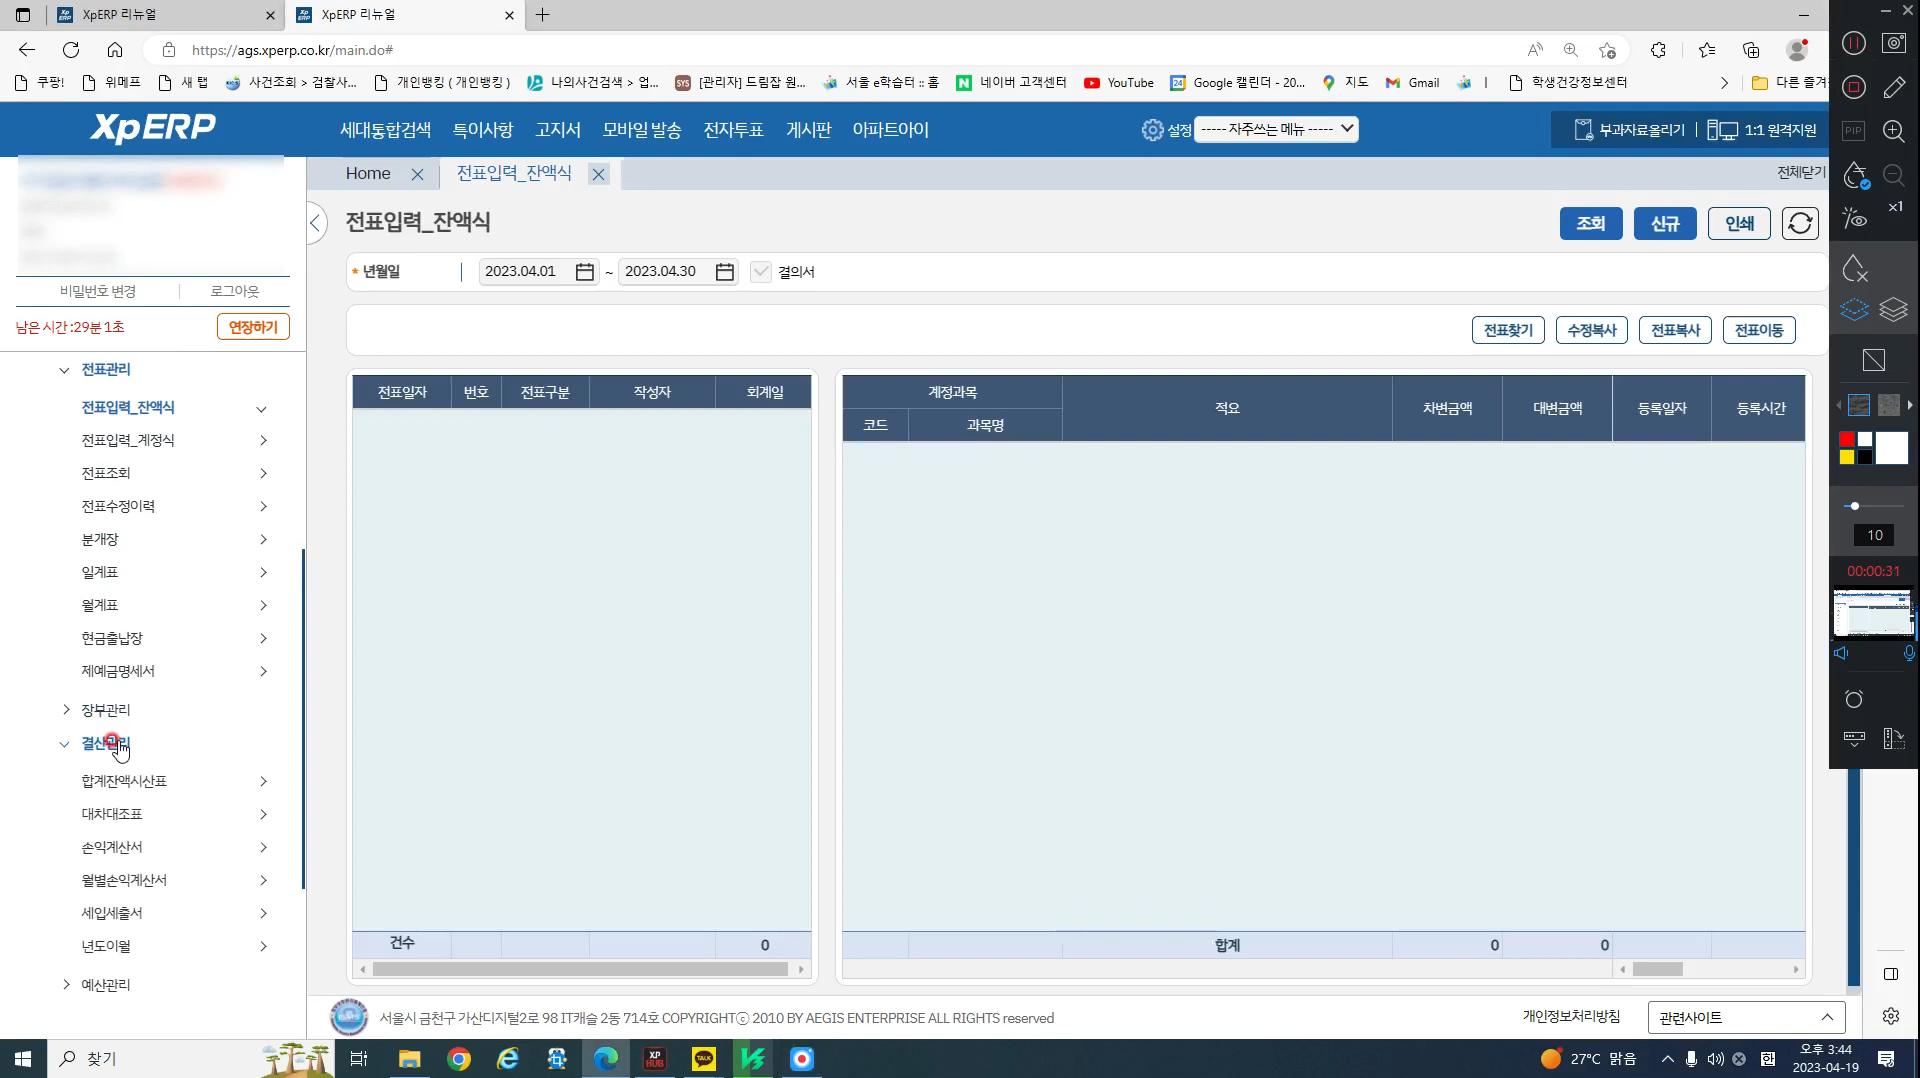 XpERP 리뉴얼
XpERP 리뉴얼
https://ags.xperp.co.kr/main.do#
쿠팡!
위메프
새 탭
사건조회 > 검찰사...
개인뱅킹 ( 개인뱅킹 )
나의사건검색 > 업...
SYS
[관리자] 드림잡 원...
서울 e학습터 :: 홈
N
네이버 고객센터
YouTube
24
Google 캘린더 - 20...
지도
Gmail
학생건강정보센터
다른 즐겨
XpERP
세대통합검색
특이사항
고지서
모바일 발송
전자투표
게시판
아파트아이
설정
----- 자주쓰는 메뉴 -----
부과자료올리기
1:1 원격지원
PIP
Home
전표입력_잔액식
전체닫기
x1
비밀번호 변경
로그아웃
남은 시간 :29분 1초
연장하기
전표입력_잔액식
조회
신규
인쇄
* 년월일
2023.04.01
~
2023.04.30
결의서
전표찾기
수정복사
전표복사
전표이동
전표관리
전표입력_잔액식
전표입력_계정식
전표조회
전표수정이력
분개장
일계표
월계표
현금출납장
제예금명세서
장부관리
결산관리
합계잔액시산표
대차대조표
손익계산서
월별손익계산서
세입세출서
년도이월
예산관리
전표일자
번호
전표구분
작성자
회계일
건수
0
계정과목
코드
과목명
적요
차변금액
대변금액
등록일자
등록시간
합계
0
0
10
00:00:31
서울시 금천구 가산디지털2로 98 IT캐슬 2동 714호 COPYRIGHTⓒ 2010 BY AEGIS ENTERPRISE ALL RIGHTS reserved
개인정보처리방침
관련사이트
찾기
XP HUB
TALK
27°C 맑음
한
오후 3:44
2023-04-19